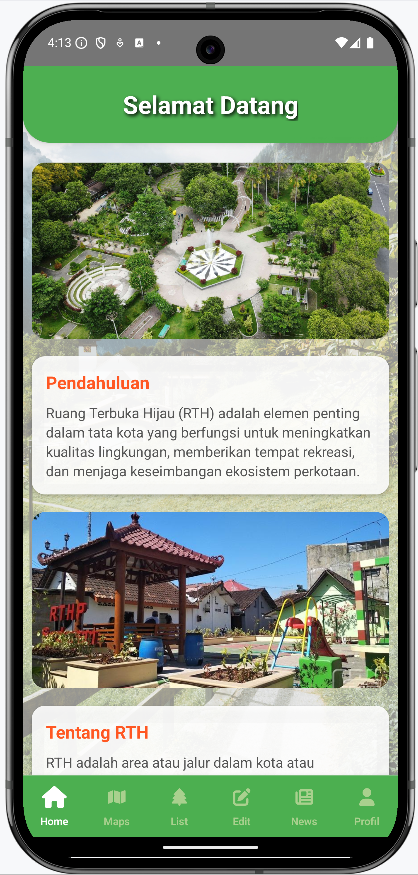 4:13
Selamat Datang
Pendahuluan
Ruang Terbuka Hijau (RTH) adalah elemen penting
dalam tata kota yang berfungsi untuk meningkatkan
kualitas lingkungan, memberikan tempat rekreasi,
dan menjaga keseimbangan ekosistem perkotaan.
RTHP
Tentang RTH
RTH adalah area atau jalur dalam kota atau
Home Maps List Edit News Profil